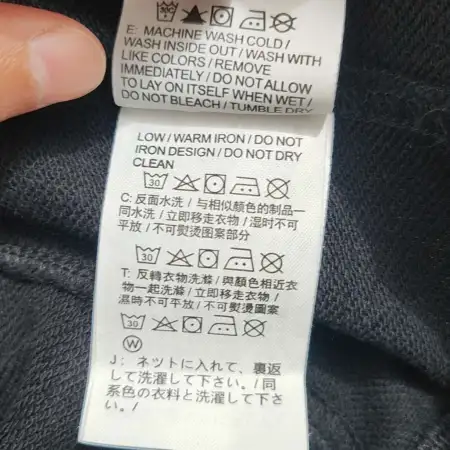 E: MACHINE WASH COLD /
WASH INSIDE OUT / WASH WITH
LIKE COLORS / REMOVE
IMMEDIATELY / DO NOT ALLOW
TO LAY ON ITSELF WHEN WET /
DO NOT BLEACH / TUMBLE DRY
LOW / WARM IRON / DO NOT
IRON DESIGN / DO NOT DRY
CLEAN
30
C: 反面水洗 / 与相似颜色的制品一
同水洗 / 立即移走衣物 / 湿时不可
平放 / 不可熨烫图案部分
30
T: 反轉衣物洗滌 / 與顏色相近衣
物一起洗滌 / 立即移走衣物 /
濕時不可平放 / 不可熨燙圖案
30
W
J: ネットに入れて、裏返
して洗濯して下さい。/ 同
系色の衣料と洗濯して下さ
い。/